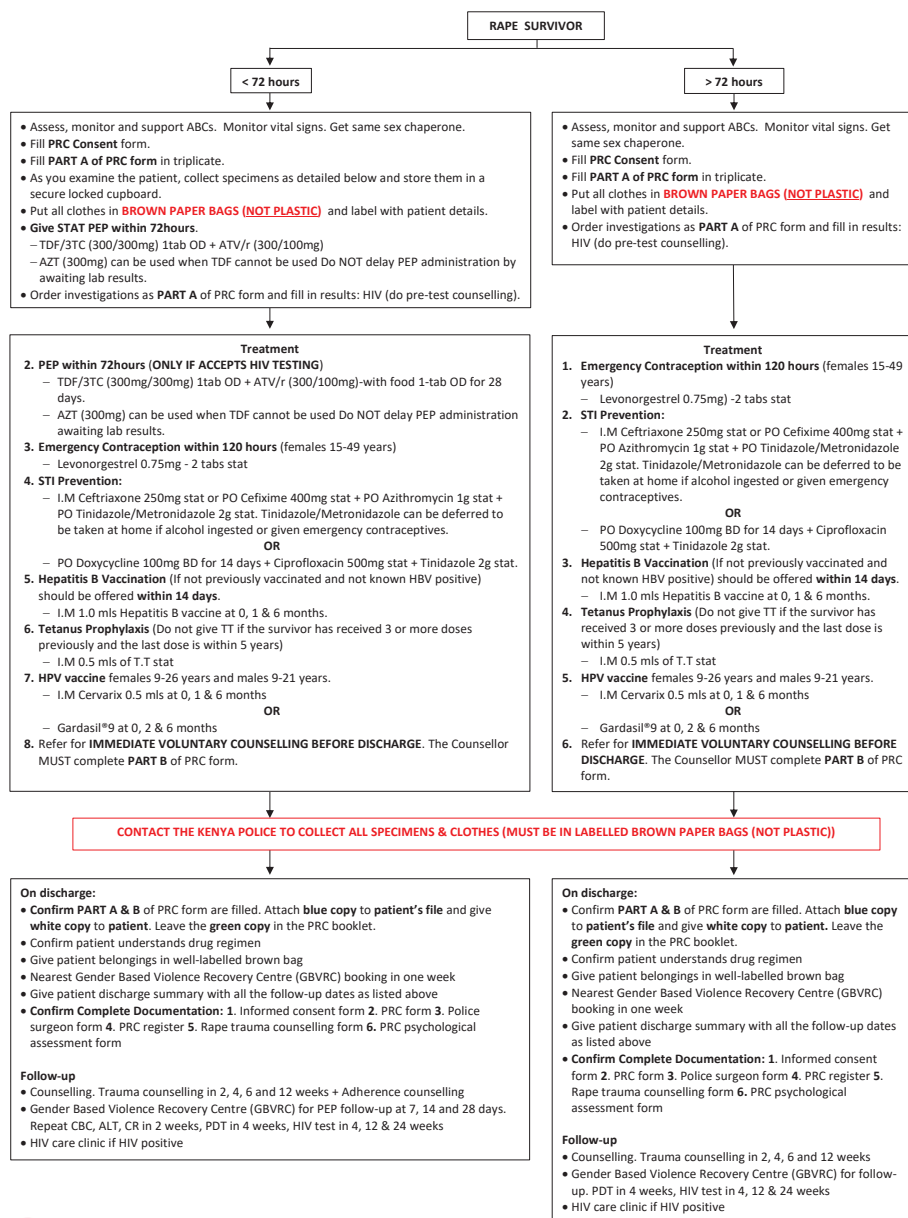 RAPE SURVIVOR
< 72 hours
• Assess, monitor and support ABCs. Monitor vital signs. Get same sex chaperone.
• Fill PRC Consent form.
• Fill PART A of PRC form in triplicate.
• As you examine the patient, collect specimens as detailed below and store them in a
secure locked cupboard.
• Put all clothes in BROWN PAPER BAGS (NOT PLASTIC) and label with patient details.
• Give STAT PEP within 72hours.
– TDF/3TC (300/300mg) 1tab OD + ATV/r (300/100mg)
– AZT (300mg) can be used when TDF cannot be used Do NOT delay PEP administration by
awaiting lab results.
• Order investigations as PART A of PRC form and fill in results: HIV (do pre-test counselling).
> 72 hours
• Assess, monitor and support ABCs. Monitor vital signs. Get
same sex chaperone.
• Fill PRC Consent form.
• Fill PART A of PRC form in triplicate.
• Put all clothes in BROWN PAPER BAGS (NOT PLASTIC) and
label with patient details.
• Order investigations as PART A of PRC form and fill in results:
HIV (do pre-test counselling).
Treatment
2. PEP within 72hours (ONLY IF ACCEPTS HIV TESTING)
– TDF/3TC (300mg/300mg) 1tab OD + ATV/r (300/100mg)-with food 1-tab OD for 28
days.
– AZT (300mg) can be used when TDF cannot be used Do NOT delay PEP administration
awaiting lab results.
3. Emergency Contraception within 120 hours (females 15-49 years)
– Levonorgestrel 0.75mg - 2 tabs stat
4. STI Prevention:
– I.M Ceftriaxone 250mg stat or PO Cefixime 400mg stat + PO Azithromycin 1g stat +
PO Tinidazole/Metronidazole 2g stat. Tinidazole/Metronidazole can be deferred to
be taken at home if alcohol ingested or given emergency contraceptives.
OR
– PO Doxycycline 100mg BD for 14 days + Ciprofloxacin 500mg stat + Tinidazole 2g stat.
5. Hepatitis B Vaccination (If not previously vaccinated and not known HBV positive)
should be offered within 14 days.
– I.M 1.0 mls Hepatitis B vaccine at 0, 1 & 6 months.
6. Tetanus Prophylaxis (Do not give TT if the survivor has received 3 or more doses
previously and the last dose is within 5 years)
– I.M 0.5 mls of T.T stat
7. HPV vaccine females 9-26 years and males 9-21 years.
– I.M Cervarix 0.5 mls at 0, 1 & 6 months
OR
– Gardasil®9 at 0, 2 & 6 months
8. Refer for IMMEDIATE VOLUNTARY COUNSELLING BEFORE DISCHARGE. The Counsellor
MUST complete PART B of PRC form.
Treatment
1. Emergency Contraception within 120 hours (females 15-49
years)
– Levonorgestrel 0.75mg) -2 tabs stat
2. STI Prevention:
– I.M Ceftriaxone 250mg stat or PO Cefixime 400mg stat +
PO Azithromycin 1g stat + PO Tinidazole/Metronidazole
2g stat. Tinidazole/Metronidazole can be deferred to be
taken at home if alcohol ingested or given emergency
contraceptives.
OR
– PO Doxycycline 100mg BD for 14 days + Ciprofloxacin
500mg stat + Tinidazole 2g stat.
3. Hepatitis B Vaccination (If not previously vaccinated and
not known HBV positive) should be offered within 14 days.
– I.M 1.0 mls Hepatitis B vaccine at 0, 1 & 6 months.
4. Tetanus Prophylaxis (Do not give TT if the survivor has
received 3 or more doses previously and the last dose is
within 5 years)
– I.M 0.5 mls of T.T stat
5. HPV vaccine females 9-26 years and males 9-21 years.
– I.M Cervarix 0.5 mls at 0, 1 & 6 months
OR
– Gardasil®9 at 0, 2 & 6 months
6. Refer for IMMEDIATE VOLUNTARY COUNSELLING BEFORE
DISCHARGE. The Counsellor MUST complete PART B of PRC
form.
CONTACT THE KENYA POLICE TO COLLECT ALL SPECIMENS & CLOTHES (MUST BE IN LABELLED BROWN PAPER BAGS (NOT PLASTIC))
On discharge:
• Confirm PART A & B of PRC form are filled. Attach blue copy to patient's file and give
white copy to patient. Leave the green copy in the PRC booklet.
• Confirm patient understands drug regimen
• Give patient belongings in well-labelled brown bag
• Nearest Gender Based Violence Recovery Centre (GBVRC) booking in one week
• Give patient discharge summary with all the follow-up dates as listed above
• Confirm Complete Documentation: 1. Informed consent form 2. PRC form 3. Police
surgeon form 4. PRC register 5. Rape trauma counselling form 6. PRC psychological
assessment form
Follow-up
• Counselling. Trauma counselling in 2, 4, 6 and 12 weeks + Adherence counselling
• Gender Based Violence Recovery Centre (GBVRC) for PEP follow-up at 7, 14 and 28 days.
Repeat CBC, ALT, CR in 2 weeks, PDT in 4 weeks, HIV test in 4, 12 & 24 weeks
• HIV care clinic if HIV positive
On discharge:
• Confirm PART A & B of PRC form are filled. Attach blue copy
to patient's file and give white copy to patient. Leave the
green copy in the PRC booklet.
• Confirm patient understands drug regimen
• Give patient belongings in well-labelled brown bag
• Nearest Gender Based Violence Recovery Centre (GBVRC)
booking in one week
• Give patient discharge summary with all the follow-up dates
as listed above
• Confirm Complete Documentation: 1. Informed consent
form 2. PRC form 3. Police surgeon form 4. PRC register 5.
Rape trauma counselling form 6. PRC psychological
assessment form
Follow-up
• Counselling. Trauma counselling in 2, 4, 6 and 12 weeks
• Gender Based Violence Recovery Centre (GBVRC) for follow-
up. PDT in 4 weeks, HIV test in 4, 12 & 24 weeks
• HIV care clinic if HIV positive